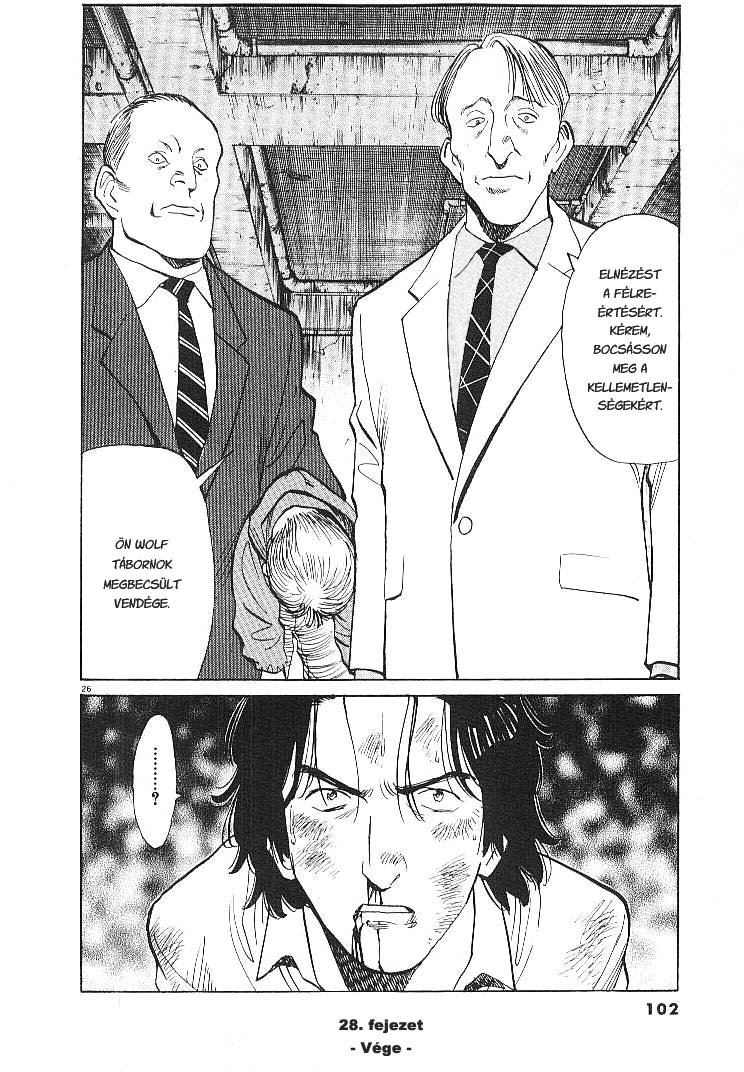 ELNÉZÉST
A FÉLRE-
ÉRTÉSÉRT.
KÉREM,
BOCSÁSSON
MEG A
KELLEMETLEN-
SÉGEKÉRT.
ÖN WOLF
TÁBORNOK
MEGBECSÜLT
VENDÉGE.
26
.........?
102
28. fejezet
- Vége -